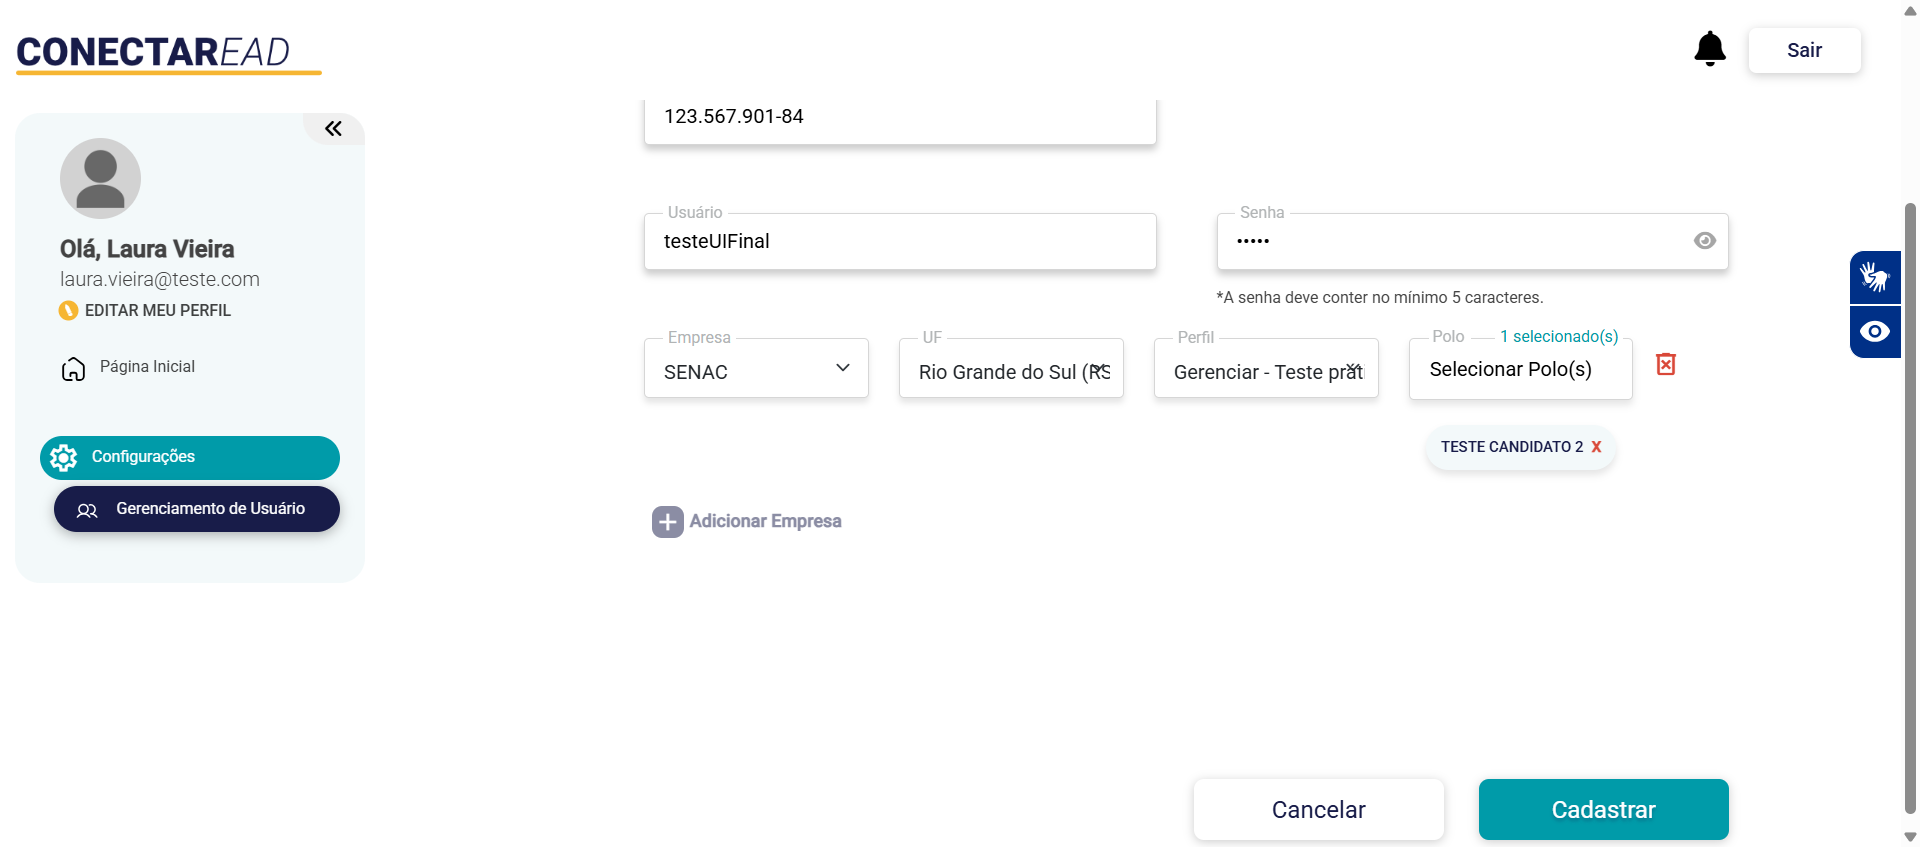 CONECTAREAD
Sair
Olá, Laura Vieira
laura.vieira@teste.com
EDITAR MEU PERFIL
Página Inicial
Configurações
Gerenciamento de Usuário
123.567.901-84
Usuário
testeUIFinal
Senha
•••••
*A senha deve conter no mínimo 5 caracteres.
Empresa
SENAC
UF
Rio Grande do Sul (RS
Perfil
Gerenciar - Teste práti
Polo
1 selecionado(s)
Selecionar Polo(s)
TESTE CANDIDATO 2 X
Adicionar Empresa
Cancelar
Cadastrar